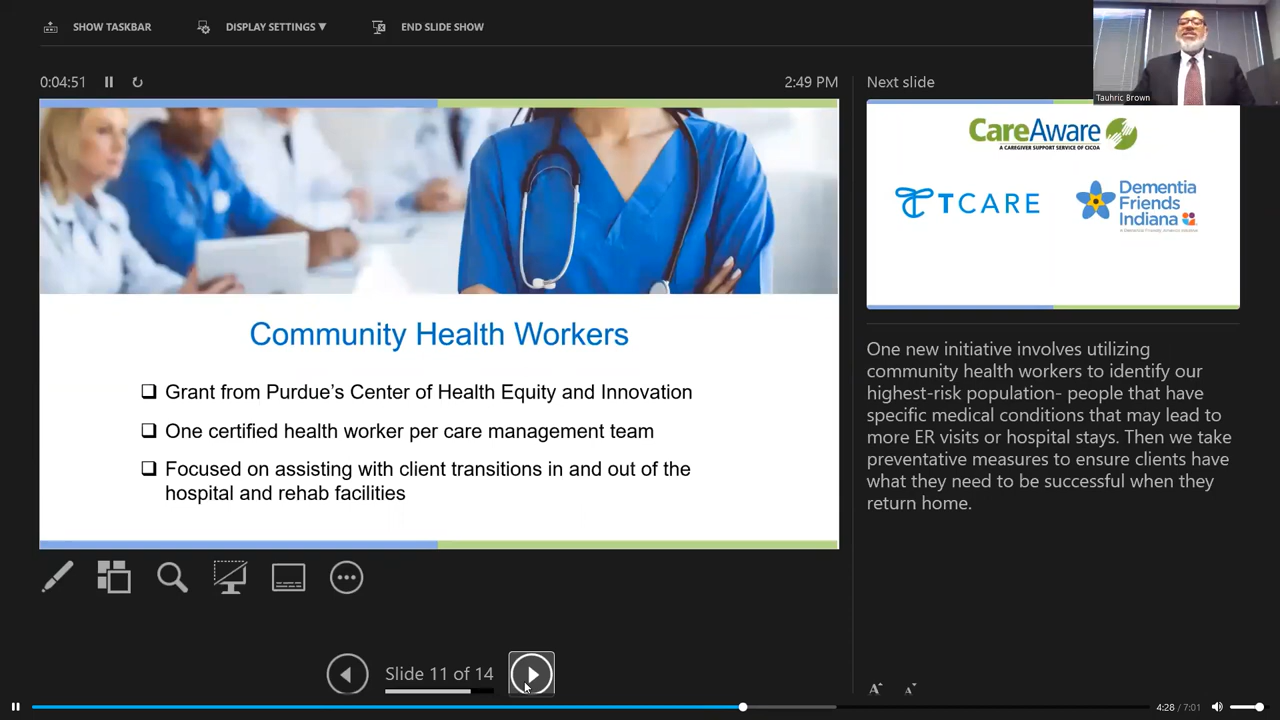 SHOW TASKBAR
DISPLAY SETTINGS ▼
END SLIDE SHOW
0:04:51
2:49 PM
Next slide
Tauhric Brown
CareAware
A CAREGIVER SUPPORT SERVICE OF CICOA
TCARE
Dementia
Friends
Indiana
Community Health Workers
Grant from Purdue's Center of Health Equity and Innovation
One certified health worker per care management team
Focused on assisting with client transitions in and out of the
hospital and rehab facilities
One new initiative involves utilizing
community health workers to identify our
highest-risk population- people that have
specific medical conditions that may lead to
more ER visits or hospital stays. Then we take
preventative measures to ensure clients have
what they need to be successful when they
return home.
Slide 11 of 14
A A
4:28 / 7:01